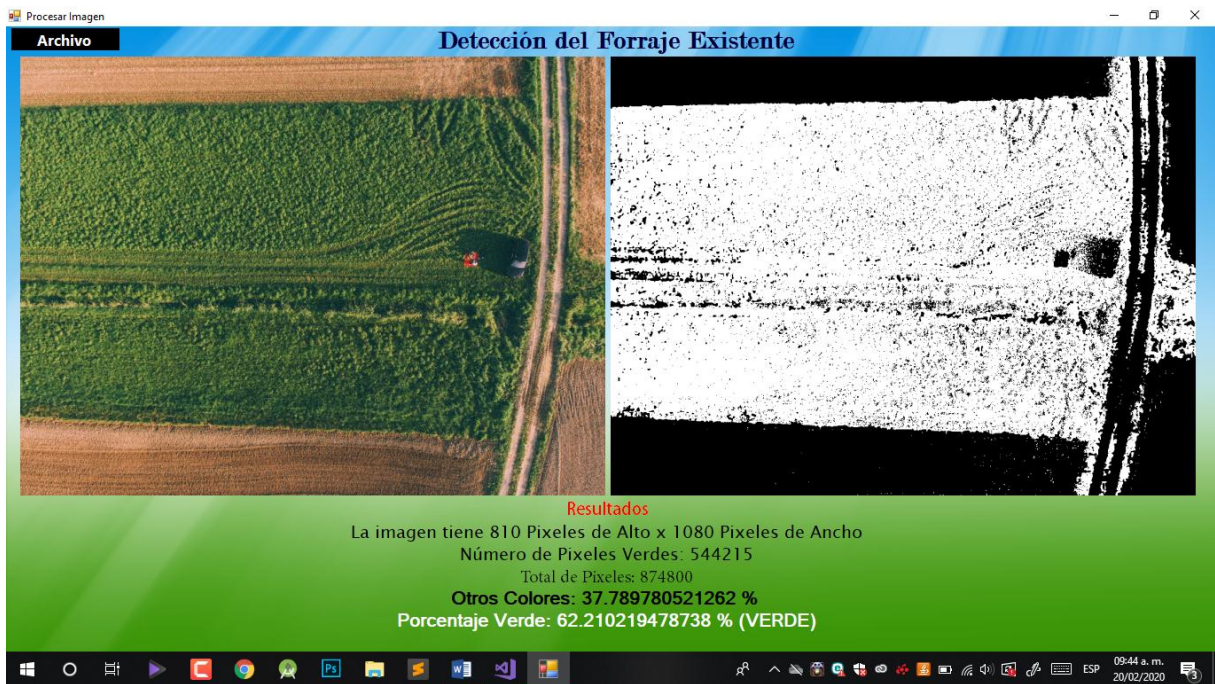 Procesar Imagen
Archivo
Detección del Forraje Existente
Resultados
La imagen tiene 810 Pixeles de Alto x 1080 Pixeles de Ancho
Número de Pixeles Verdes: 544215
Total de Pixeles: 874800
Otros Colores: 37.789780521262 %
Porcentaje Verde: 62.210219478738 % (VERDE)
Ps
ESP
09:44 a. m.
20/02/2020
3